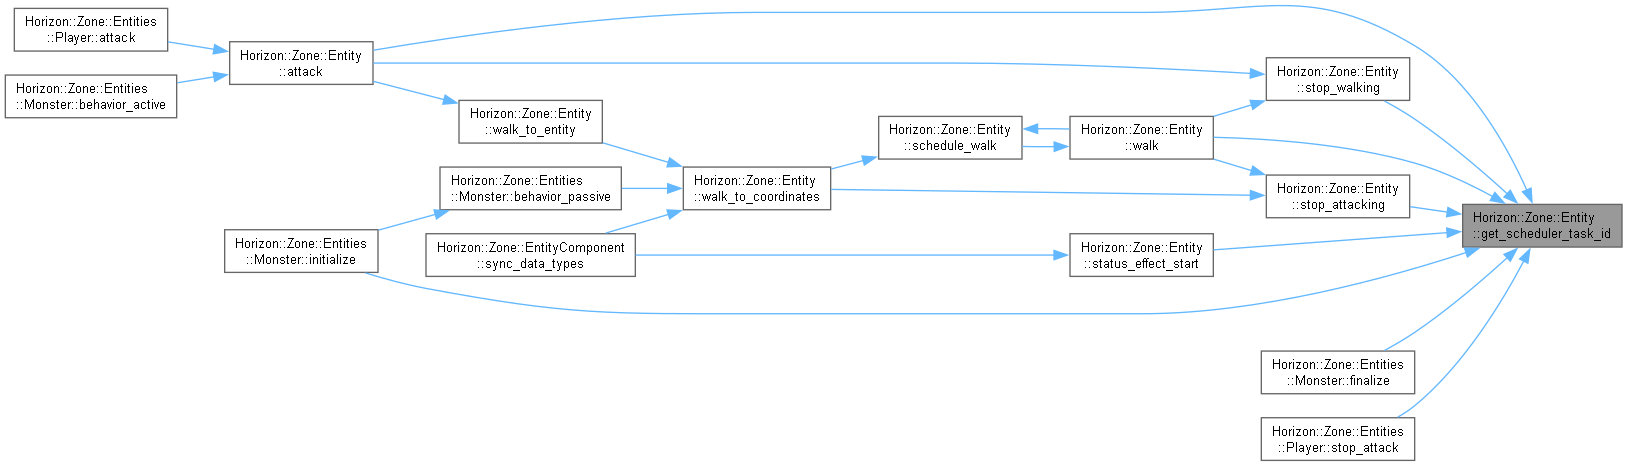 Horizon::Zone::Entities
::Player::attack
Horizon::Zone::Entities
::Monster::behavior_active
Horizon::Zone::Entity
::attack
Horizon::Zone::Entity
::walk_to_entity
Horizon::Zone::Entities
::Monster::behavior_passive
Horizon::Zone::Entities
::Monster::initialize
Horizon::Zone::EntityComponent
::sync_data_types
Horizon::Zone::Entity
::walk_to_coordinates
Horizon::Zone::Entity
::schedule_walk
Horizon::Zone::Entity
::walk
Horizon::Zone::Entity
::status_effect_start
Horizon::Zone::Entity
::stop_walking
Horizon::Zone::Entity
::stop_attacking
Horizon::Zone::Entities
::Monster::finalize
Horizon::Zone::Entities
::Player::stop_attack
Horizon::Zone::Entity
::get_scheduler_task_id